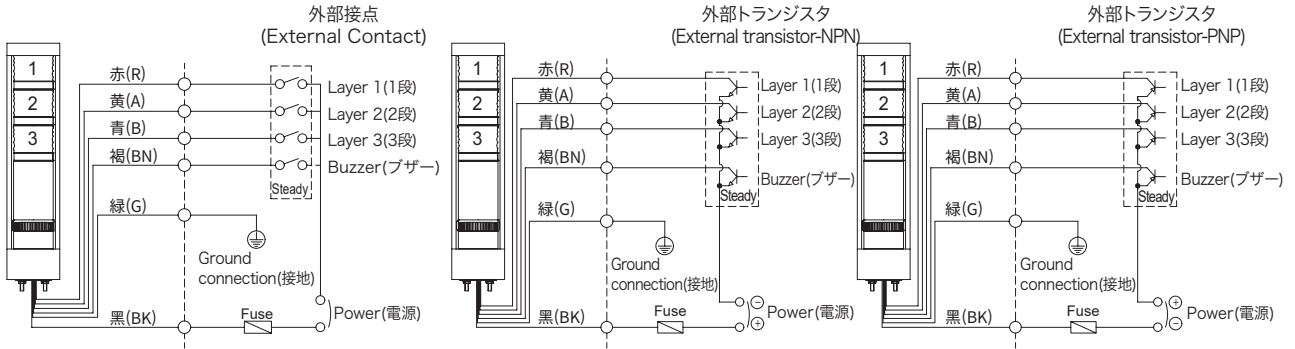 外部接点
(External Contact)
1
2
3
赤(R)
黄(A)
青(B)
褐(BN)
緑(G)
黒(BK)
Layer 1(1段)
Layer 2(2段)
Layer 3(3段)
Buzzer(ブザー)
Steady
Ground
connection(接地)
Fuse
Power(電源)
外部トランジスタ
(External transistor-NPN)
1
2
3
赤(R)
黄(A)
青(B)
褐(BN)
緑(G)
黒(BK)
Layer 1(1段)
Layer 2(2段)
Layer 3(3段)
Buzzer(ブザー)
Steady
Ground
connection(接地)
Fuse
⊖
⊕
Power(電源)
外部トランジスタ
(External transistor-PNP)
1
2
3
赤(R)
黄(A)
青(B)
褐(BN)
緑(G)
黒(BK)
Layer 1(1段)
Layer 2(2段)
Layer 3(3段)
Buzzer(ブザー)
Steady
Ground
connection(接地)
Fuse
⊕
⊖
Power(電源)